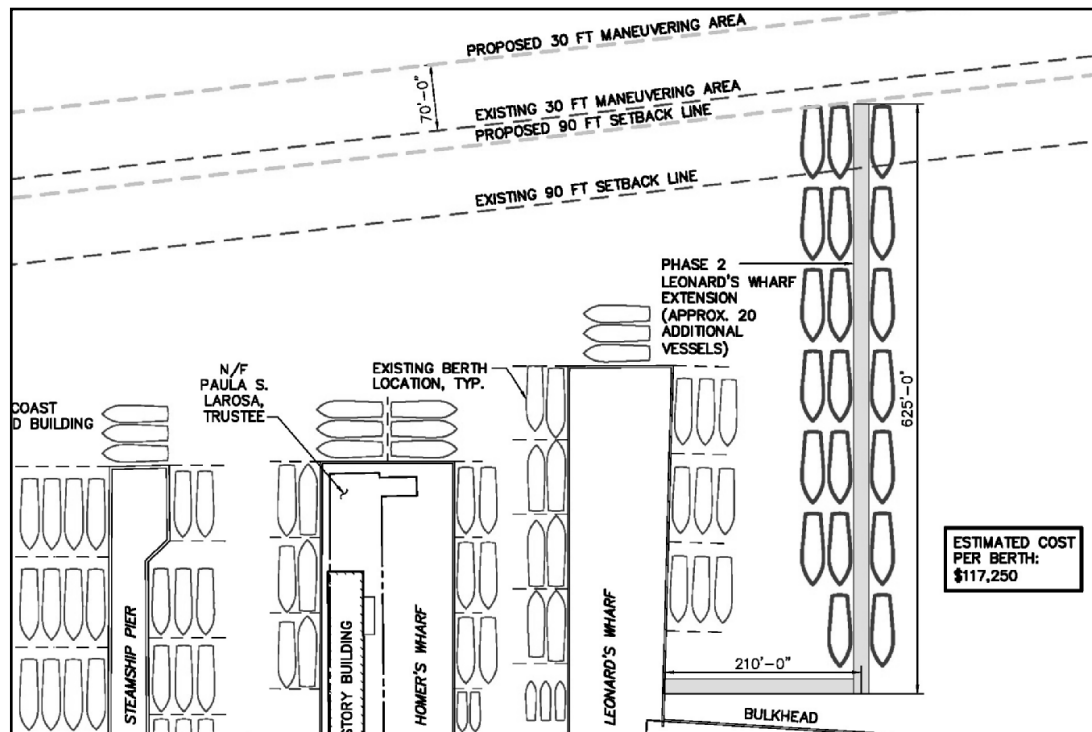 PROPOSED 30 FT MANEUVERING AREA
70'-0"
EXISTING 30 FT MANEUVERING AREA
PROPOSED 90 FT SETBACK LINE
EXISTING 90 FT SETBACK LINE
PHASE 2
LEONARD'S WHARF
EXTENSION
(APPROX. 20
ADDITIONAL
VESSELS)
N/F
PAULA S.
LAROSA,
TRUSTEE
EXISTING BERTH
LOCATION, TYP.
COAST
D BUILDING
625'-0"
ESTIMATED COST
PER BERTH:
$117,250
STEAMSHIP PIER
STORY BUILDING
HOMER'S WHARF
LEONARD'S WHARF
210'-0"
BULKHEAD